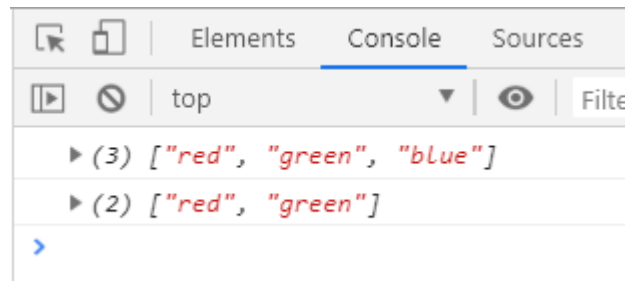 Elements Console Sources
top Filte
(3) ["red", "green", "blue"]
(2) ["red", "green"]